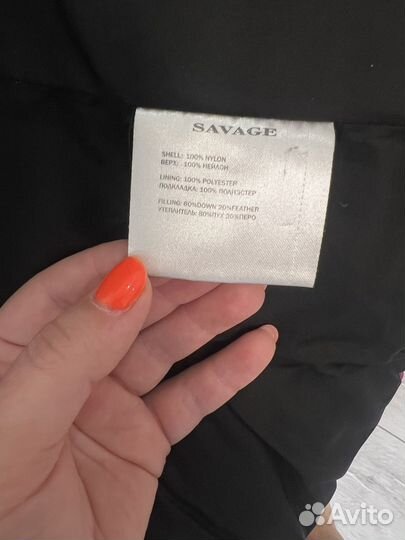 SAVAGE
SHELL: 100% NYLON
ВЕРХ: 100% НЕЙЛОН
LINING: 100% POLYESTER
ПОДКЛАДКА: 100% ПОЛИЭСТЕР
FILLING: 80%DOWN 20%FEATHER
УТЕПЛИТЕЛЬ: 80%ПУХ 20%ПЕРО
Avito